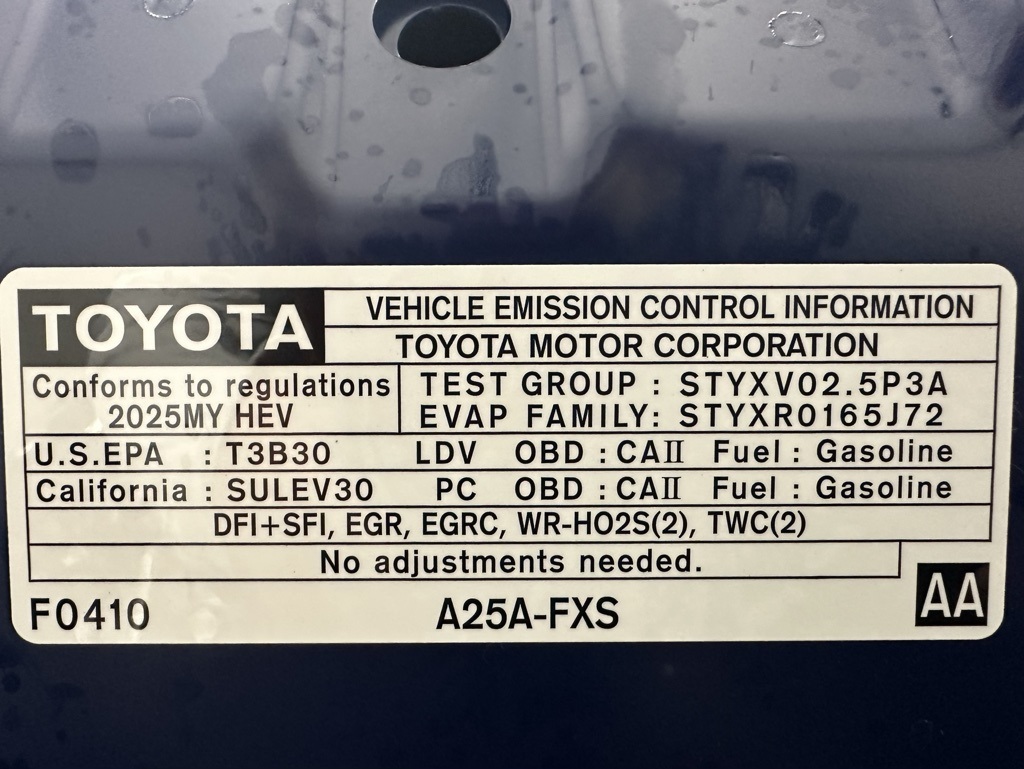 TOYOTA
VEHICLE EMISSION CONTROL INFORMATION
TOYOTA MOTOR CORPORATION
Conforms to regulations
2025MY HEV
TEST GROUP : STYXV02.5P3A
EVAP FAMILY: STYXR0165J72
U.S.EPA : T3B30 LDV OBD : CAII Fuel : Gasoline
California : SULEV30 PC OBD : CAII Fuel : Gasoline
DFI+SFI, EGR, EGRC, WR-HO2S(2), TWC(2)
No adjustments needed.
F0410 A25A-FXS AA